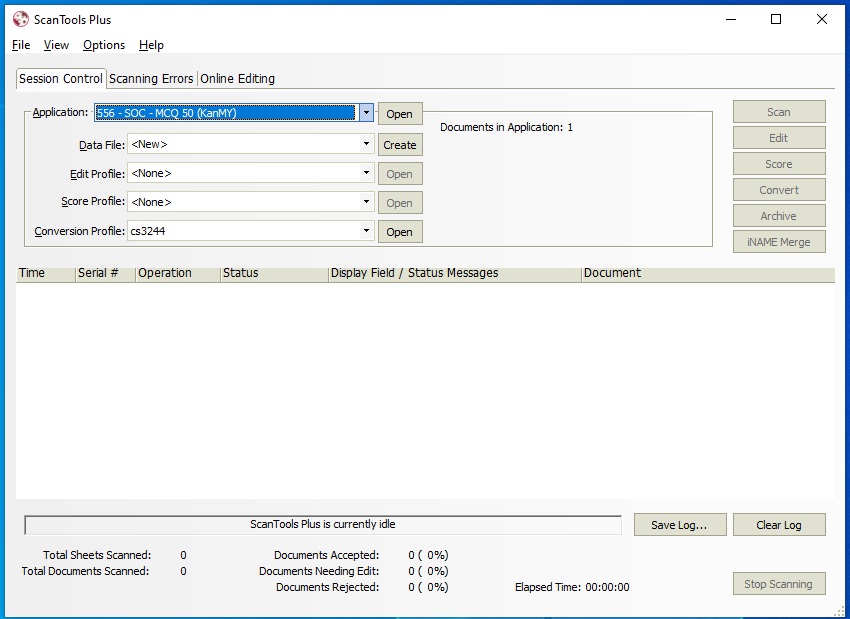 ScanTools Plus
File View Options Help
Session Control Scanning Errors Online Editing
Application: 556 - SOC - MCQ 50 (KanMY) Open
Documents in Application: 1
Data File: <New> Create
Edit Profile: <None> Open
Score Profile: <None> Open
Conversion Profile: cs3244 Open
Scan
Edit
Score
Convert
Archive
iNAME Merge
Time Serial # Operation Status Display Field / Status Messages Document
ScanTools Plus is currently idle Save Log... Clear Log
Total Sheets Scanned: 0 Documents Accepted: 0 ( 0%)
Total Documents Scanned: 0 Documents Needing Edit: 0 ( 0%)
Documents Rejected: 0 ( 0%) Elapsed Time: 00:00:00
Stop Scanning